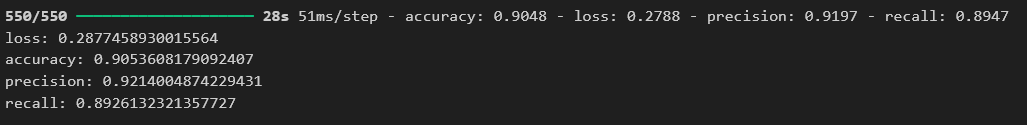 550/550 ━━━━━━━━━━━━━━━━━━━━ 28s 51ms/step - accuracy: 0.9048 - loss: 0.2788 - precision: 0.9197 - recall: 0.8947
loss: 0.2877458930015564
accuracy: 0.9053608179092407
precision: 0.9214004874229431
recall: 0.8926132321357727